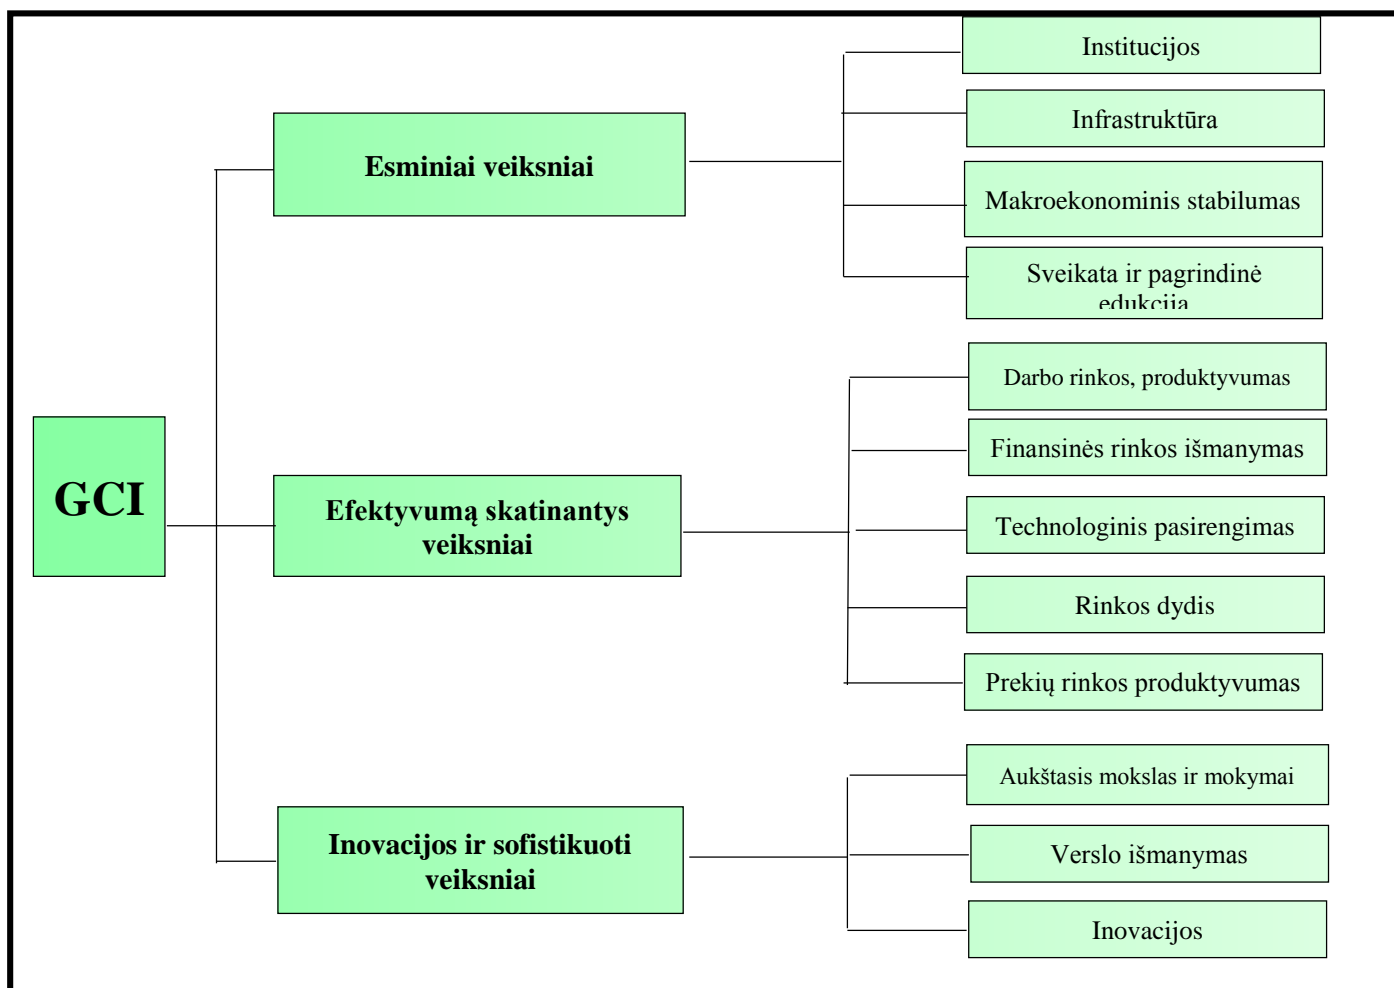 GCI
Esminiai veiksniai
Institucijos
Infrastruktūra
Makroekonominis stabilumas
Sveikata ir pagrindinė
edukcija
Efektyvumą skatinantys
veiksniai
Darbo rinkos, produktyvumas
Finansinės rinkos išmanymas
Technologinis pasirengimas
Rinkos dydis
Prekių rinkos produktyvumas
Inovacijos ir sofistikuoti
veiksniai
Aukštasis mokslas ir mokymai
Verslo išmanymas
Inovacijos